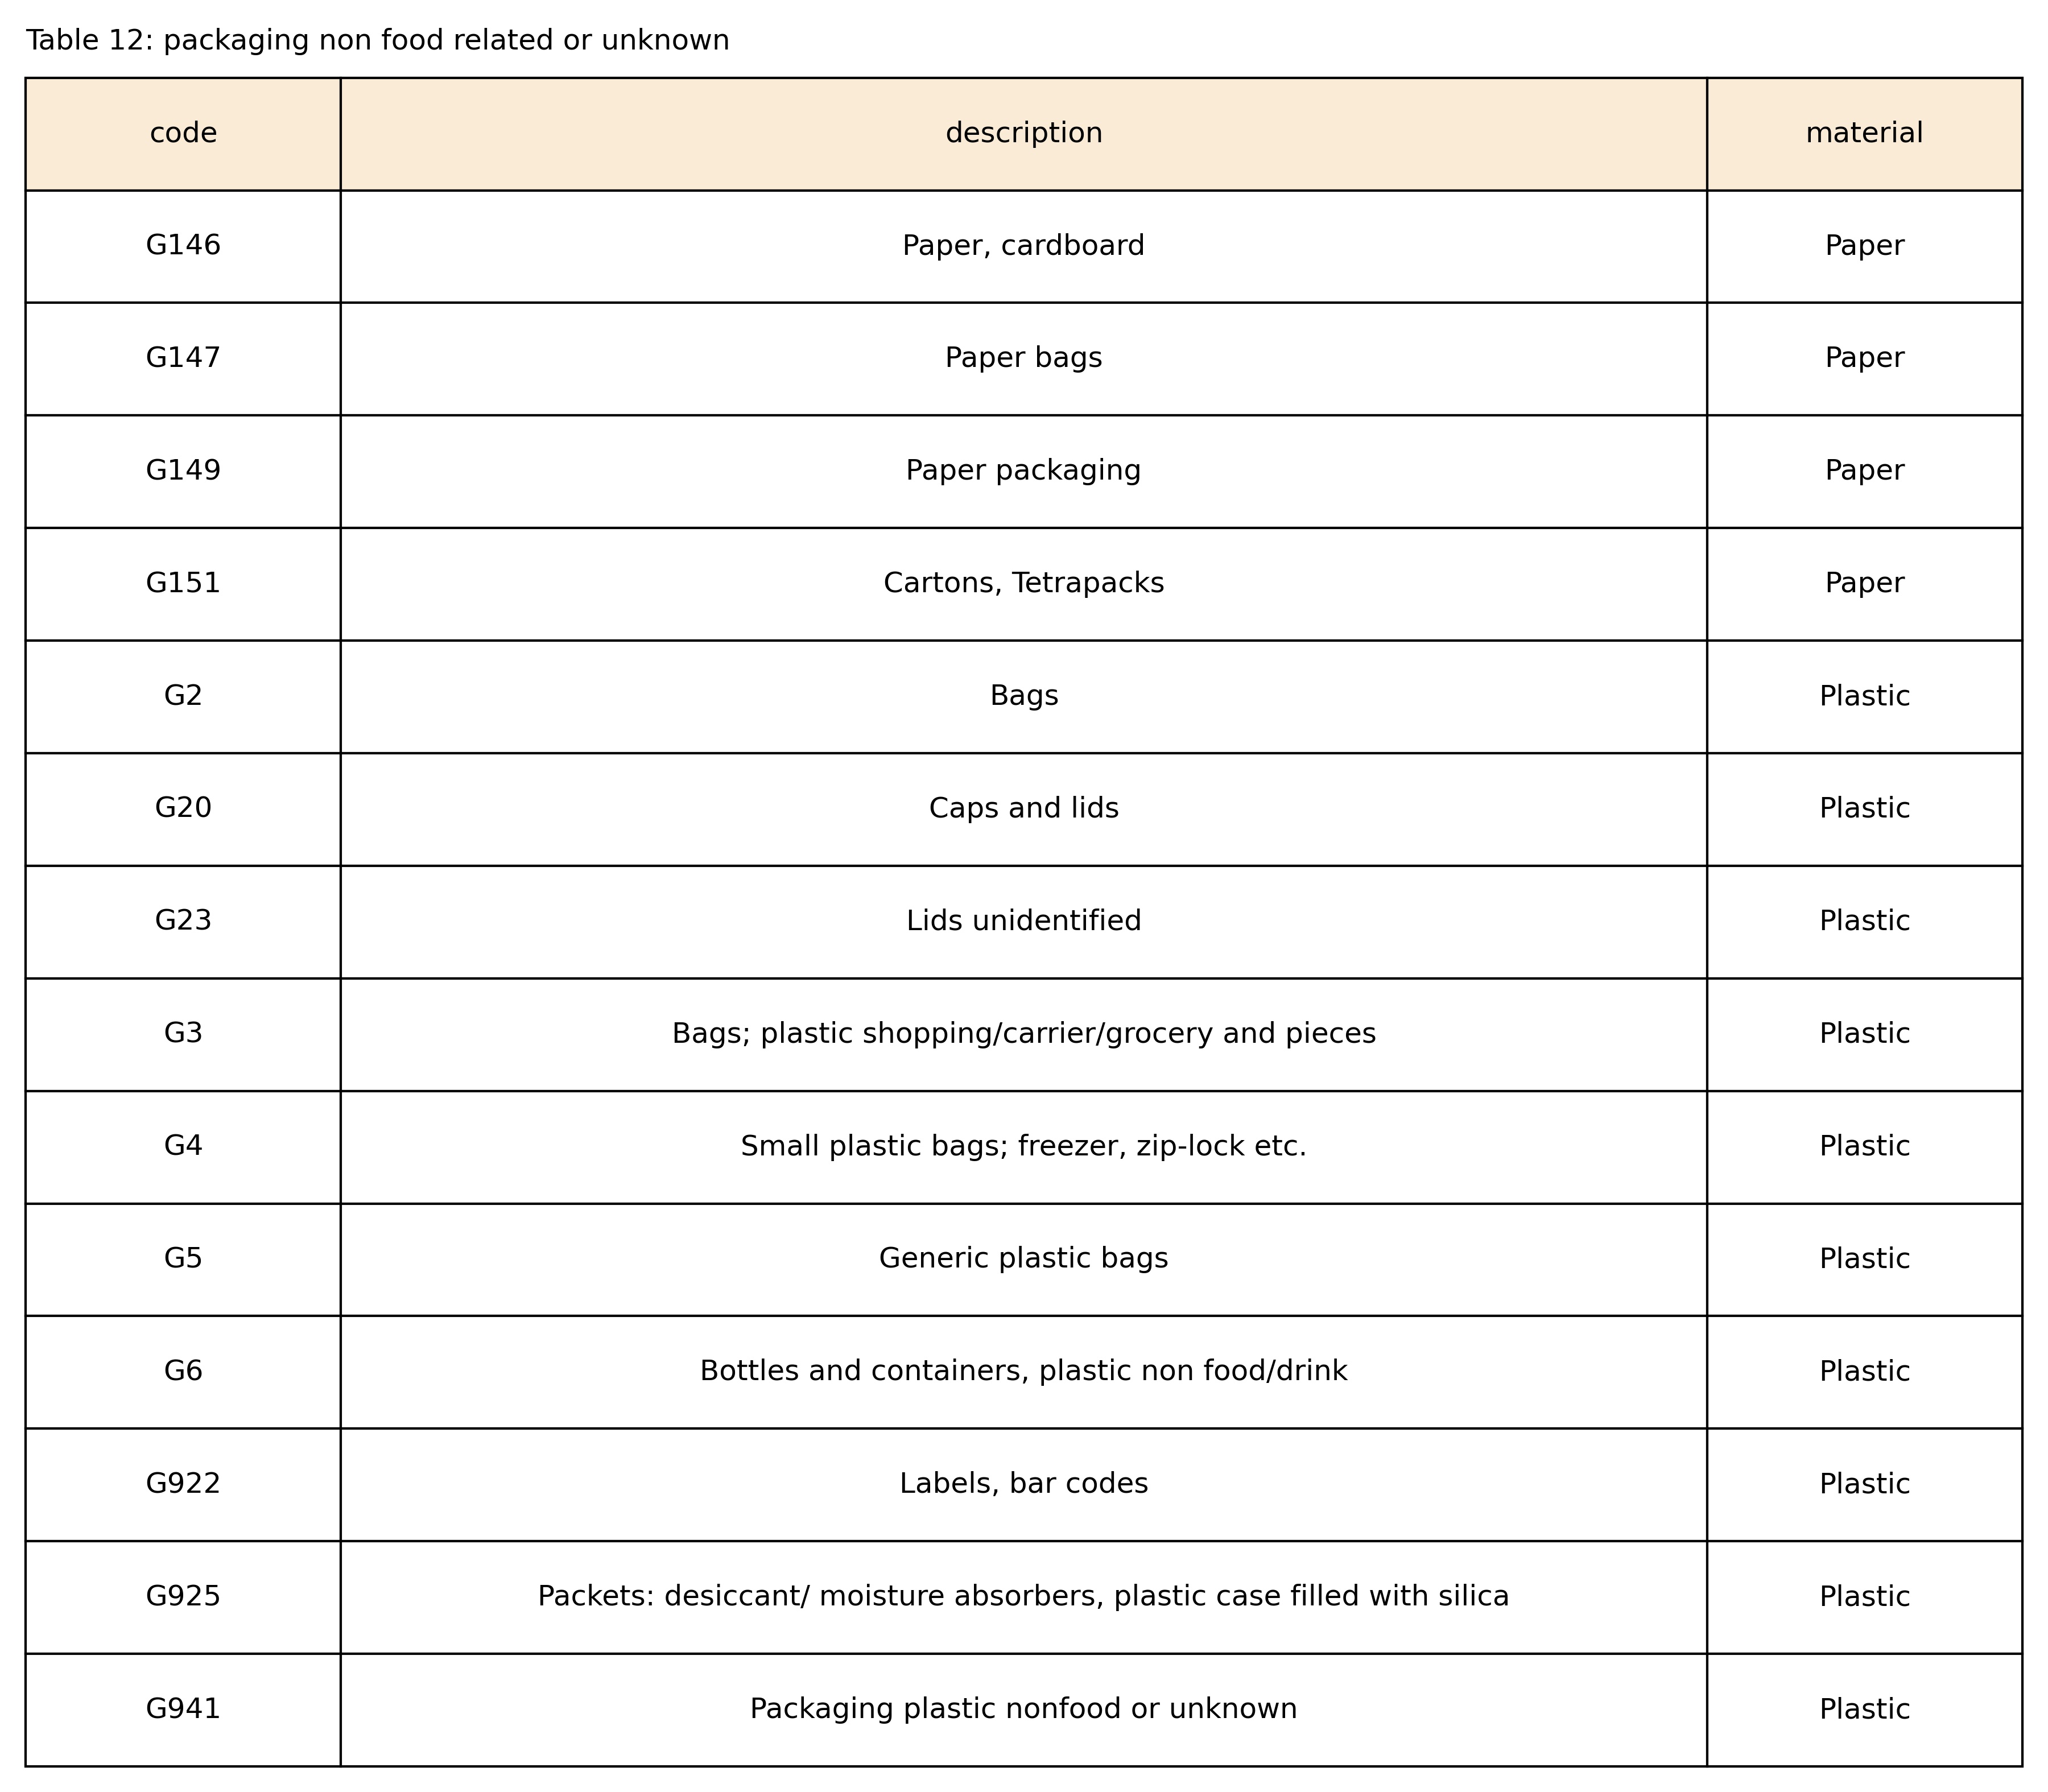 Table 12: packaging non food related or unknown
code description material
G146 Paper, cardboard Paper
G147 Paper bags Paper
G149 Paper packaging Paper
G151 Cartons, Tetrapacks Paper
G2 Bags Plastic
G20 Caps and lids Plastic
G23 Lids unidentified Plastic
G3 Bags; plastic shopping/carrier/grocery and pieces Plastic
G4 Small plastic bags; freezer, zip-lock etc. Plastic
G5 Generic plastic bags Plastic
G6 Bottles and containers, plastic non food/drink Plastic
G922 Labels, bar codes Plastic
G925 Packets: desiccant/ moisture absorbers, plastic case filled with silica Plastic
G941 Packaging plastic nonfood or unknown Plastic